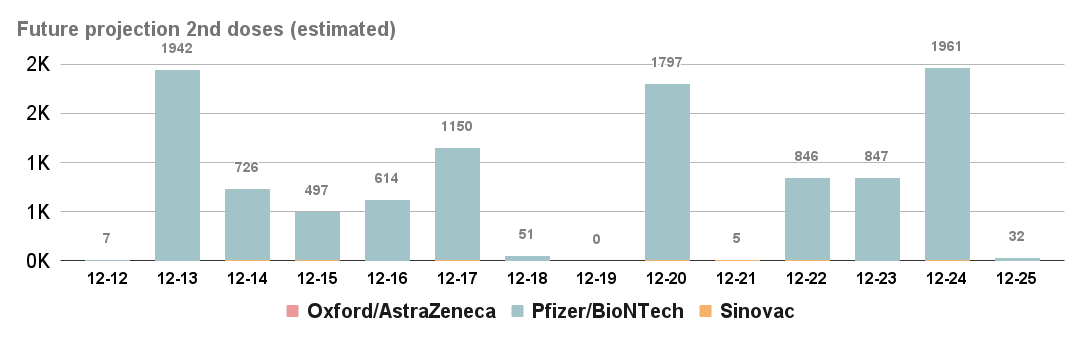 Future projection 2nd doses (estimated)
2K
2K
1K
1K
0K
7
1942
726
497
614
1150
51
0
1797
5
846
847
1961
32
12-12 12-13 12-14 12-15 12-16 12-17 12-18 12-19 12-20 12-21 12-22 12-23 12-24 12-25
Oxford/AstraZeneca Pfizer/BioNTech Sinovac